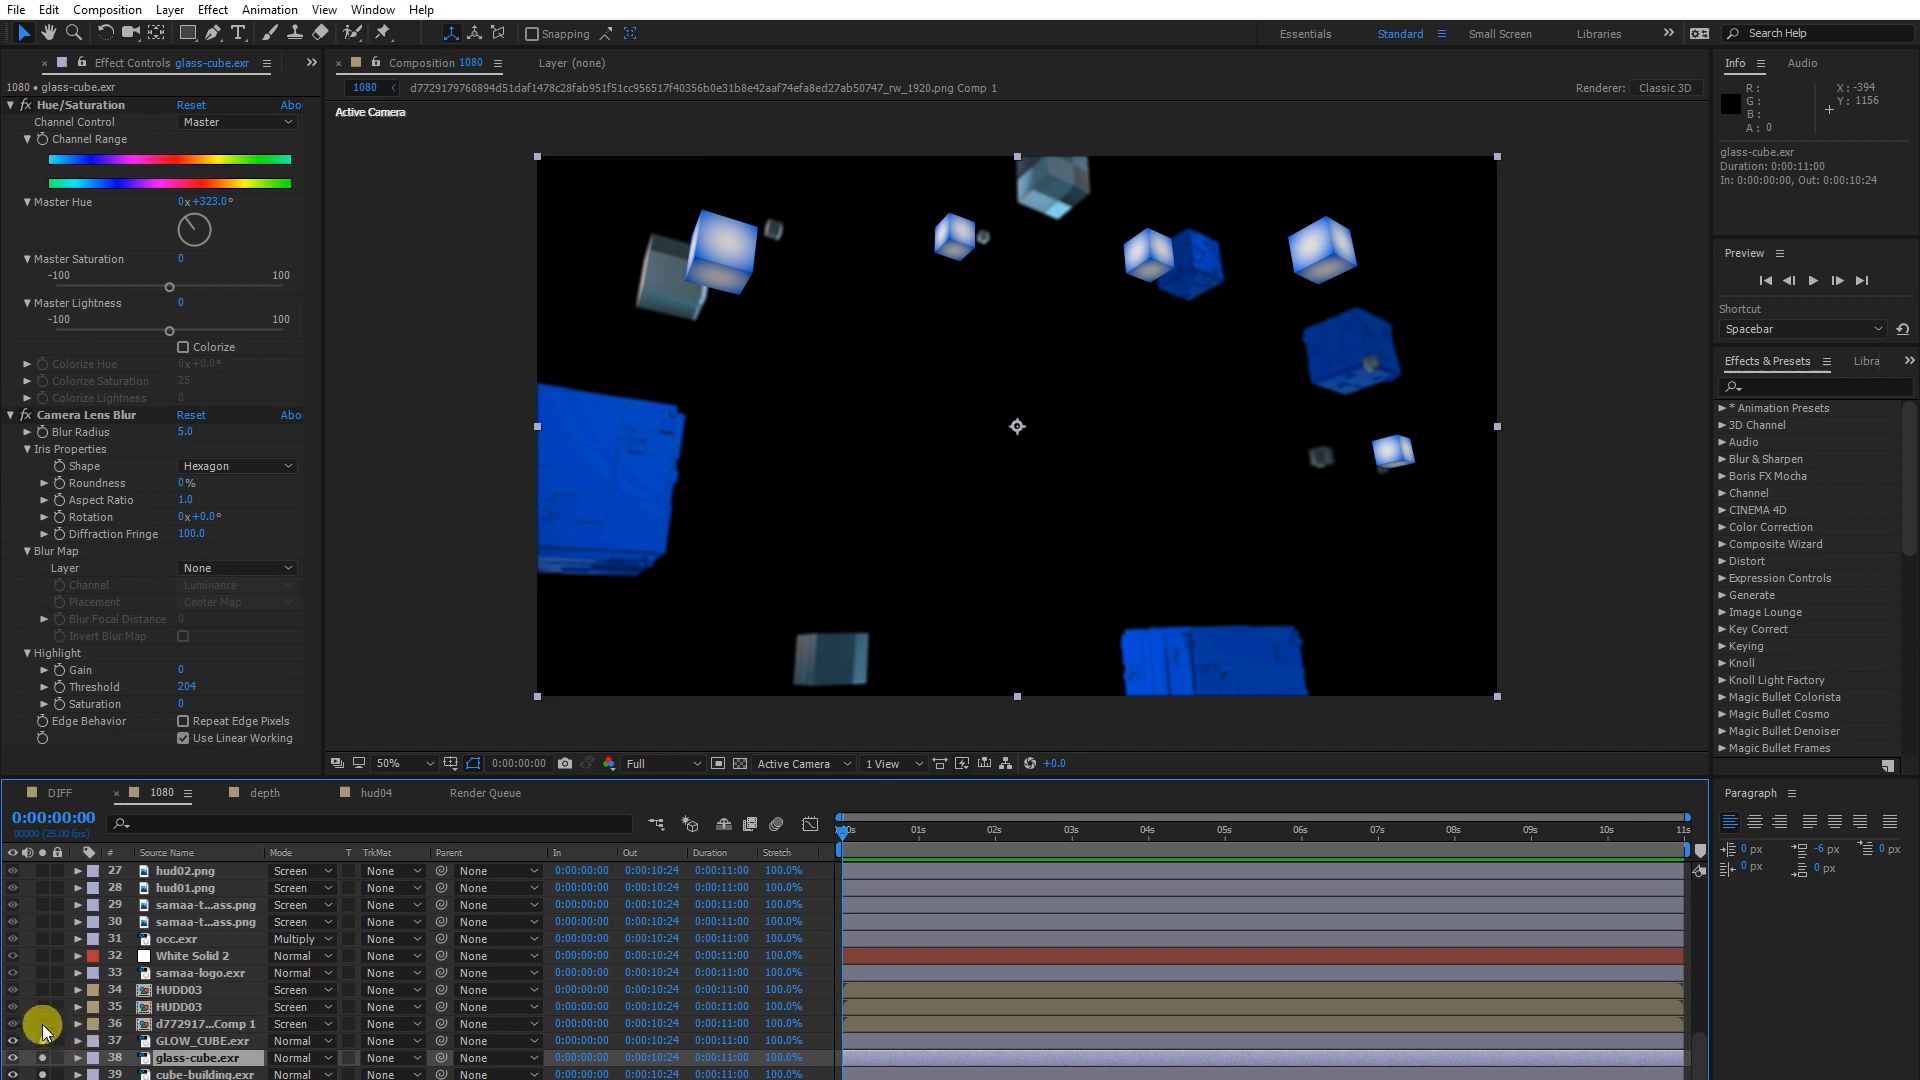 File Edit Composition Layer Effect Animation View Window Help
Snapping
Essentials Standard Small Screen Libraries Search Help
Effect Controls glass-cube.exr
Composition 1080
Layer (none)
Info Audio
1080 • glass-cube.exr
1080
d7729179760894d51daf1478c28fab951f51cc956517f40356b0e31b8e42aaf74efa8ed27ab50747_rw_1920.png Comp 1
Renderer: Classic 3D
Active Camera
R :
G :
B :
A : 0
X : -394
Y : 1156
glass-cube.exr
Duration: 0:00:11:00
In: 0:00:00:00, Out: 0:00:10:24
Hue/Saturation Reset Abo
Channel Control Master
Channel Range
Master Hue 0x+323.0°
Master Saturation 0
-100 100
Master Lightness 0
-100 100
Colorize
Colorize Hue 0x+0.0°
Colorize Saturation 25
Colorize Lightness 0
Camera Lens Blur Reset Abo
Blur Radius 5.0
Iris Properties
Shape Hexagon
Roundness 0%
Aspect Ratio 1.0
Rotation 0x+0.0°
Diffraction Fringe 100.0
Blur Map
Layer None
Channel Luminance
Placement Center Map
Blur Focal Distance 0
Invert Blur Map
Highlight
Gain 0
Threshold 204
Saturation 0
Edge Behavior Repeat Edge Pixels
Use Linear Working
Preview
Shortcut
Spacebar
Effects & Presets Libra
* Animation Presets
3D Channel
Audio
Blur & Sharpen
Boris FX Mocha
Channel
CINEMA 4D
Color Correction
Composite Wizard
Distort
Expression Controls
Generate
Image Lounge
Key Correct
Keying
Knoll
Knoll Light Factory
Magic Bullet Colorista
Magic Bullet Cosmo
Magic Bullet Denoiser
Magic Bullet Frames
50% 0:00:00:00 Full Active Camera 1 View +0.0
DIFF 1080 depth hud04 Render Queue
0:00:00:00
00000 (25.00 fps)
01s 02s 03s 04s 05s 06s 07s 08s 09s 10s 11s
# Source Name Mode T TrkMat Parent In Out Duration Stretch
27 hud02.png Screen None None 0:00:00:00 0:00:10:24 0:00:11:00 100.0%
28 hud01.png Screen None None 0:00:00:00 0:00:10:24 0:00:11:00 100.0%
29 samaa-t...ass.png Screen None None 0:00:00:00 0:00:10:24 0:00:11:00 100.0%
30 samaa-t...ass.png Screen None None 0:00:00:00 0:00:10:24 0:00:11:00 100.0%
31 occ.exr Multiply None None 0:00:00:00 0:00:10:24 0:00:11:00 100.0%
32 White Solid 2 Normal None None 0:00:00:00 0:00:10:24 0:00:11:00 100.0%
33 samaa-logo.exr Normal None None 0:00:00:00 0:00:10:24 0:00:11:00 100.0%
34 HUDD03 Screen None None 0:00:00:00 0:00:10:24 0:00:11:00 100.0%
35 HUDD03 Screen None None 0:00:00:00 0:00:10:24 0:00:11:00 100.0%
36 d772917...Comp 1 Screen None None 0:00:00:00 0:00:10:24 0:00:11:00 100.0%
37 GLOW_CUBE.exr Normal None None 0:00:00:00 0:00:10:24 0:00:11:00 100.0%
38 glass-cube.exr Normal None None 0:00:00:00 0:00:10:24 0:00:11:00 100.0%
39 cube-building.exr Normal None None 0:00:00:00 0:00:10:24 0:00:11:00 100.0%
Paragraph
0 px -6 px 0 px
0 px 0 px